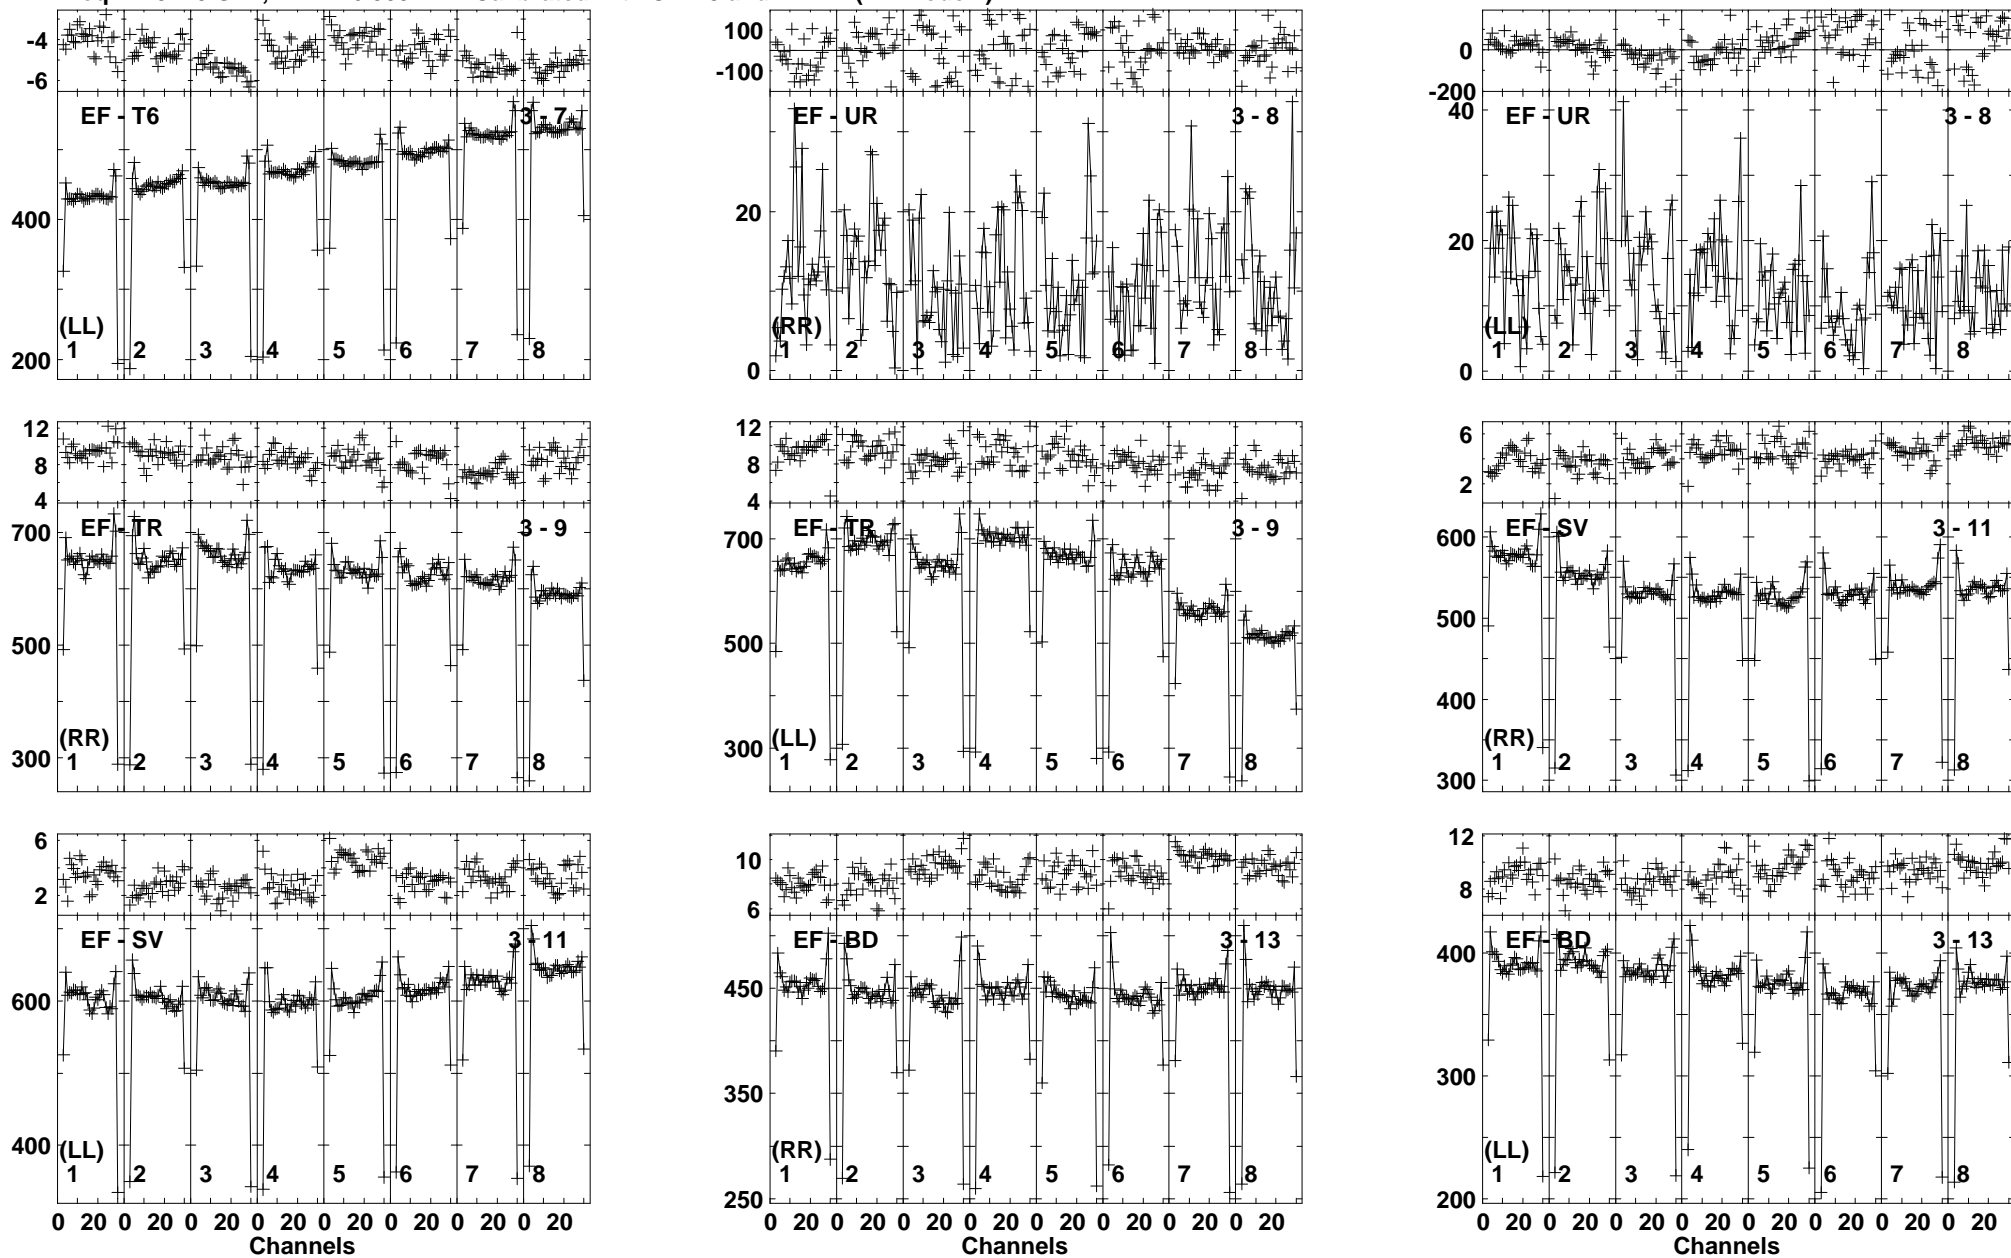 -4
-6
EF - T6 3 - 7
400
200
(LL)
1 2 3 4 5 6 7 8
100
-100
EF - UR 3 - 8
20
0
(RR)
1 2 3 4 5 6 7 8
0
-200
40
EF - UR 3 - 8
20
0
(LL)
1 2 3 4 5 6 7 8
12
8
4
700
EF - TR 3 - 9
500
300
(RR)
1 2 3 4 5 6 7 8
12
8
4
700
EF - TR 3 - 9
500
300
(LL)
1 2 3 4 5 6 7 8
6
2
600
EF - SV 3 - 11
500
400
300
(RR)
1 2 3 4 5 6 7 8
6
2
EF - SV 3 - 11
600
400
(LL)
1 2 3 4 5 6 7 8
0 20 0 20 0 20 0 20 0 20 0 20 0 20 0 20
Channels
10
6
EF - BD 3 - 13
450
350
250
(RR)
1 2 3 4 5 6 7 8
0 20 0 20 0 20 0 20 0 20 0 20 0 20 0 20
Channels
12
8
EF - BD 3 - 13
400
300
200
(LL)
1 2 3 4 5 6 7 8
0 20 0 20 0 20 0 20 0 20 0 20 0 20 0 20
Channels